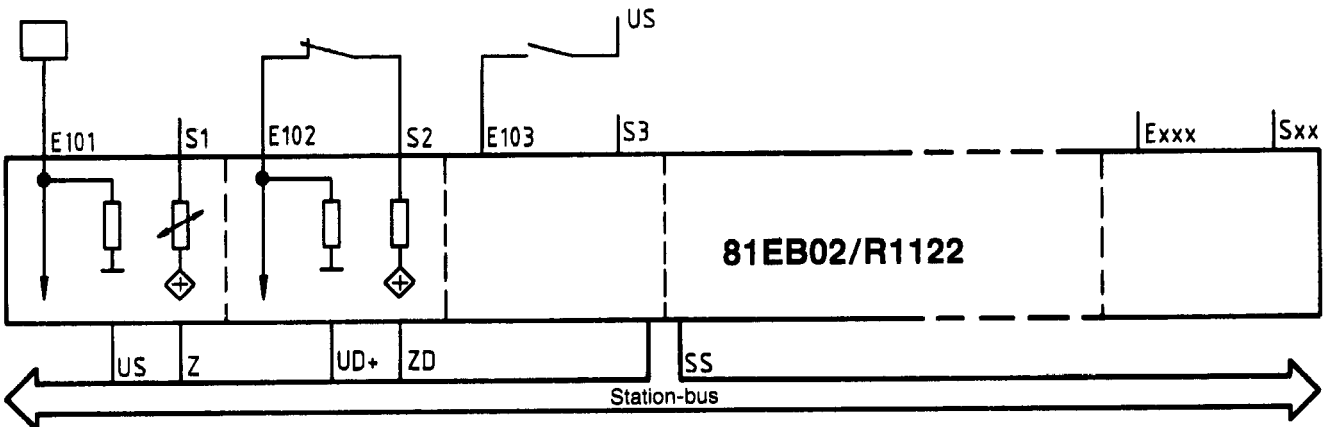 US
E101
S1
E102
S2
E103
S3
Exxx
Sxx
81EB02/R1122
US
Z
UD+
ZD
SS
Station-bus